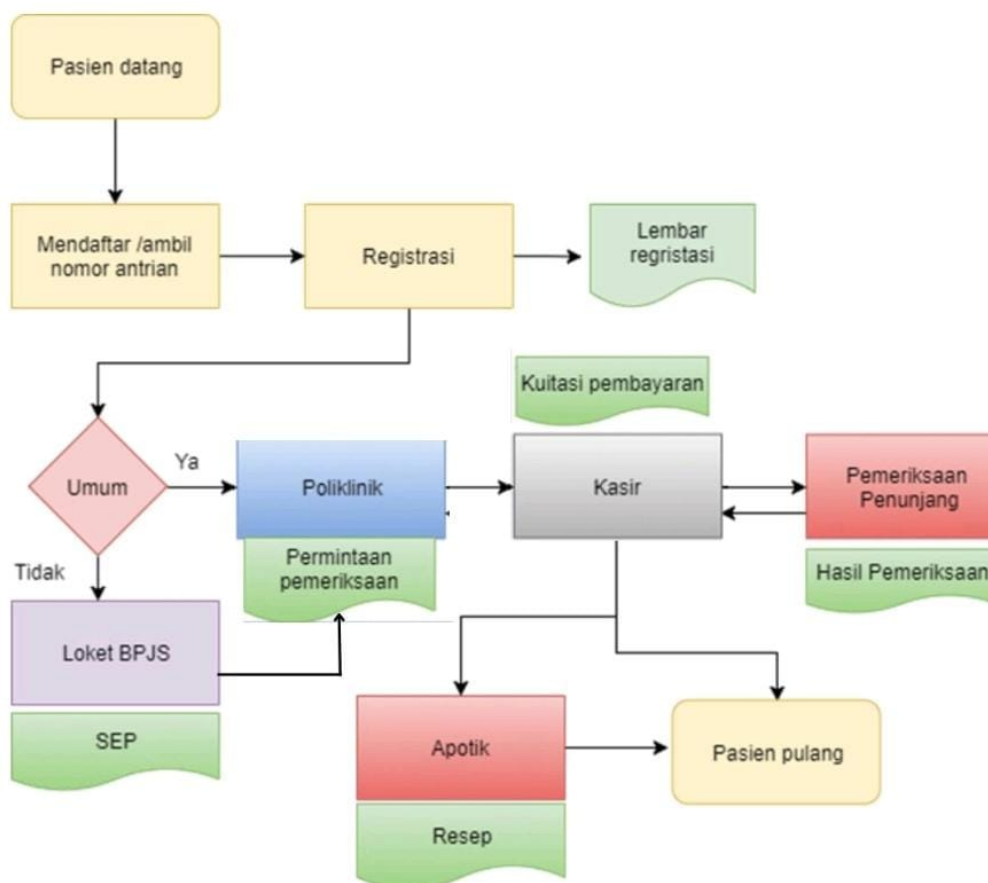 Pasien datang
Mendaftar /ambil
nomor antrian
Registrasi
Lembar
regristasi
Kuitasi pembayaran
Umum
Ya
Poliklinik
Kasir
Pemeriksaan
Penunjang
Permintaan
pemeriksaan
Hasil Pemeriksaan
Tidak
Loket BPJS
SEP
Apotik
Pasien pulang
Resep